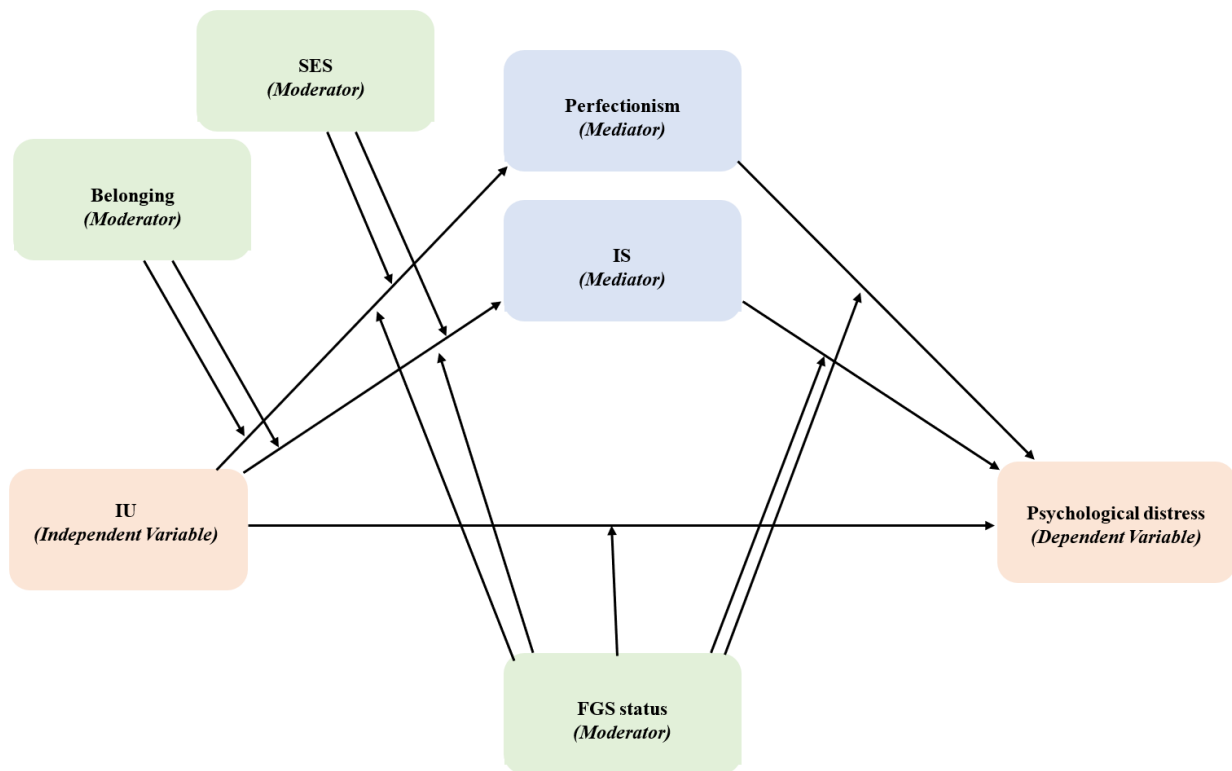 SES
(Moderator)
Perfectionism
(Mediator)
Belonging
(Moderator)
IS
(Mediator)
IU
(Independent Variable)
Psychological distress
(Dependent Variable)
FGS status
(Moderator)